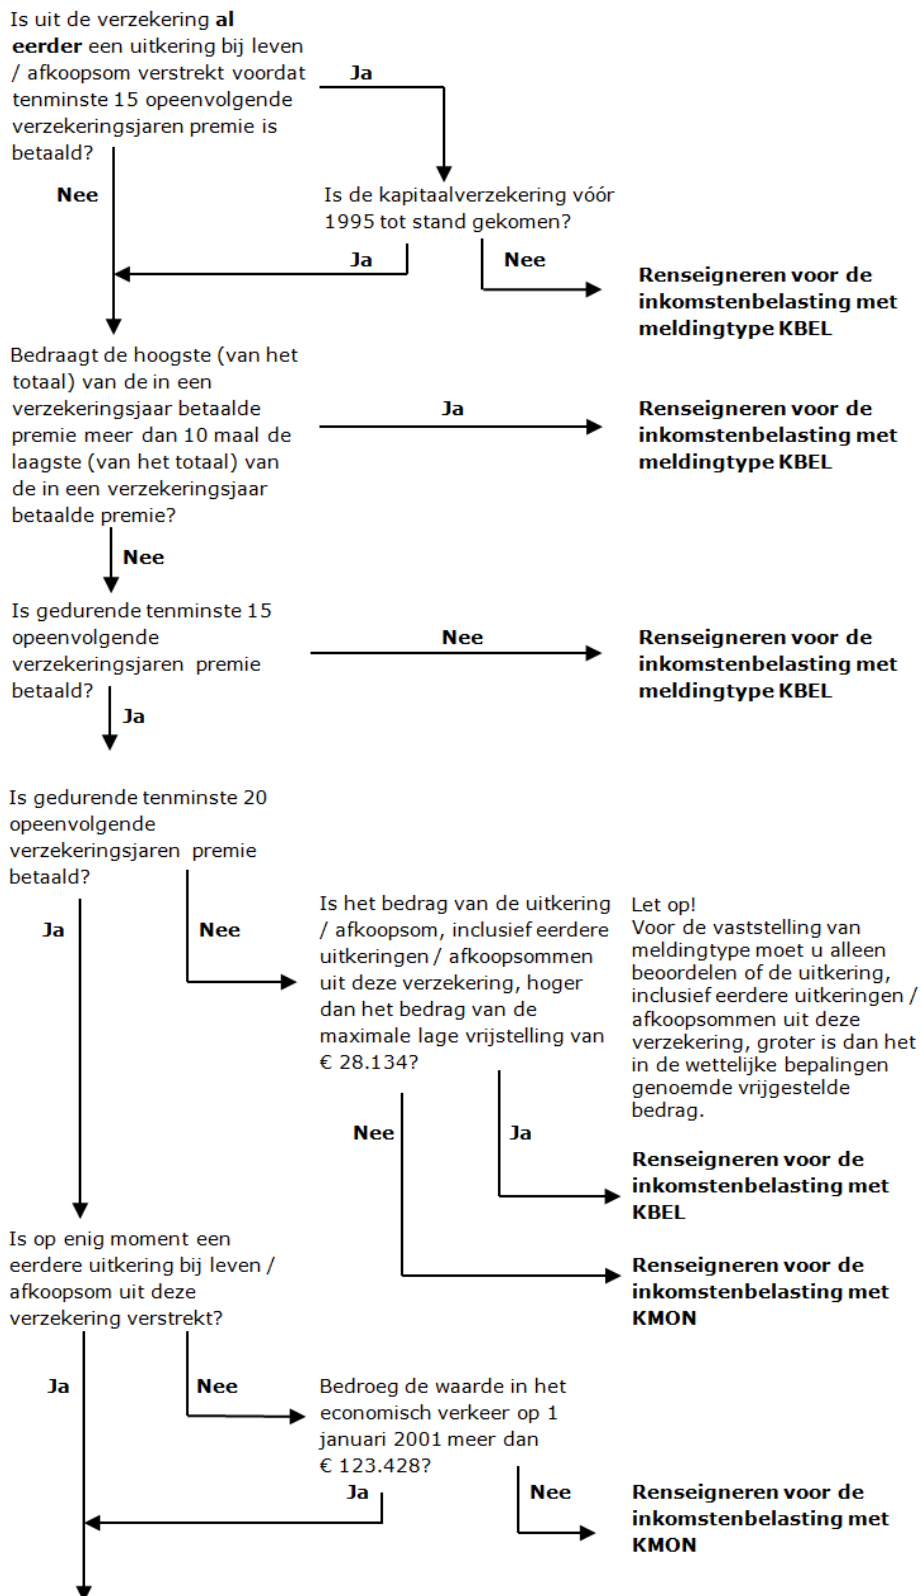 Is uit de verzekering al
eerder een uitkering bij leven
/ afkoopsom verstrekt voordat
tenminste 15 opeenvolgende
verzekeringsjaren premie is
betaald?
Ja
Nee
Is de kapitaalverzekering vóór
1995 tot stand gekomen?
Ja
Nee
Renseigneren voor de
inkomstenbelasting met
meldingtype KBEL
Bedraagt de hoogste (van het
totaal) van de in een
verzekeringsjaar betaalde
premie meer dan 10 maal de
laagste (van het totaal) van
de in een verzekeringsjaar
betaalde premie?
Ja
Renseigneren voor de
inkomstenbelasting met
meldingtype KBEL
Nee
Is gedurende tenminste 15
opeenvolgende
verzekeringsjaren premie
betaald?
Nee
Renseigneren voor de
inkomstenbelasting met
meldingtype KBEL
Ja
Is gedurende tenminste 20
opeenvolgende
verzekeringsjaren premie
betaald?
Ja
Nee
Is het bedrag van de uitkering
/ afkoopsom, inclusief eerdere
uitkeringen / afkoopsommen
uit deze verzekering, hoger
dan het bedrag van de
maximale lage vrijstelling van
€ 28.134?
Let op!
Voor de vaststelling van
meldingtype moet u alleen
beoordelen of de uitkering,
inclusief eerdere uitkeringen /
afkoopsommen uit deze
verzekering, groter is dan het
in de wettelijke bepalingen
genoemde vrijgestelde
bedrag.
Nee
Ja
Renseigneren voor de
inkomstenbelasting met
KBEL
Renseigneren voor de
inkomstenbelasting met
KMON
Is op enig moment een
eerdere uitkering bij leven /
afkoopsom uit deze
verzekering verstrekt?
Ja
Nee
Bedroeg de waarde in het
economisch verkeer op 1
januari 2001 meer dan
€ 123.428?
Ja
Nee
Renseigneren voor de
inkomstenbelasting met
KMON